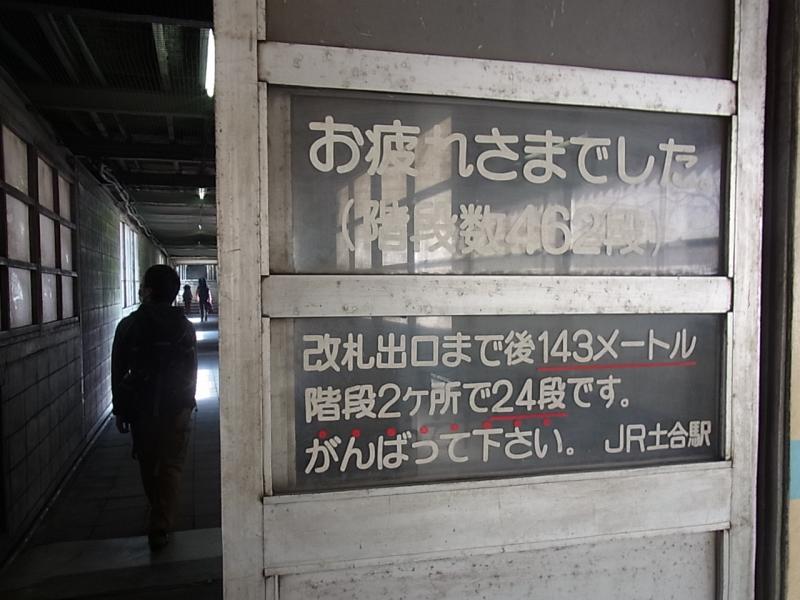 お疲れさまでした。
(階段数462段)
改札出口まで後143メートル
階段2ヶ所で24段です。
がんばって下さい。 JR土合駅